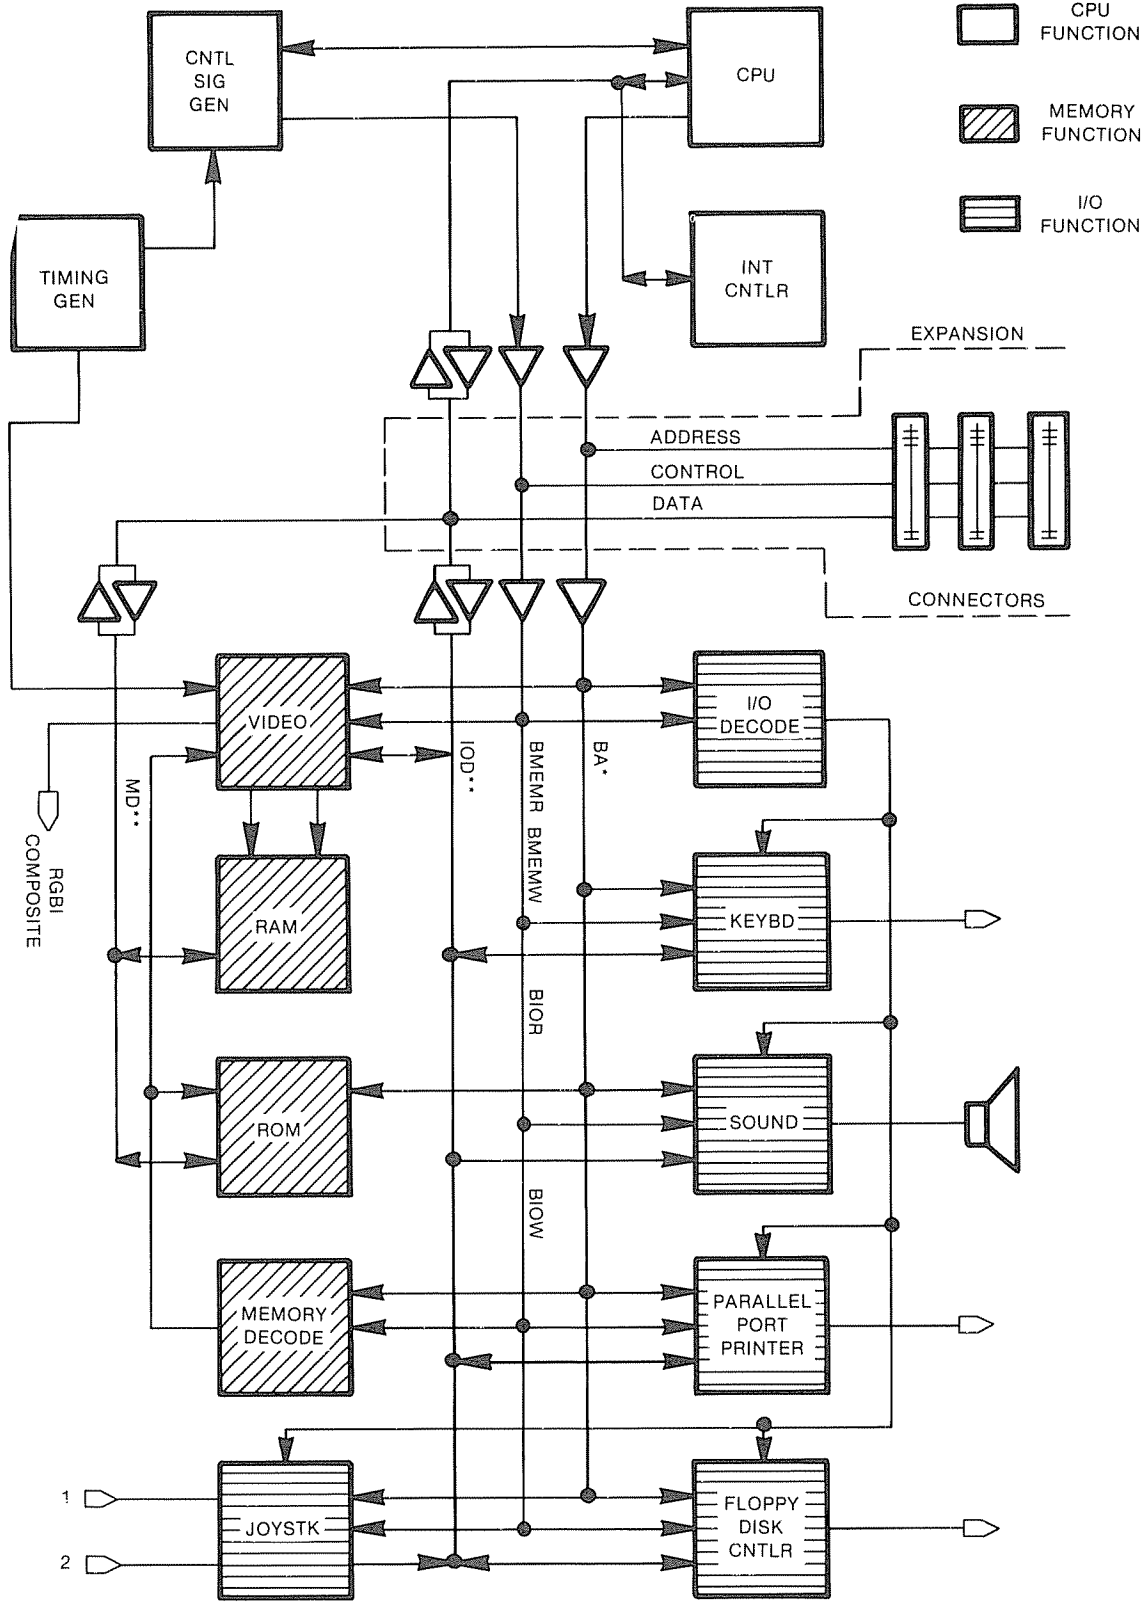 CNTL
SIG
GEN
CPU
CPU
FUNCTION
MEMORY
FUNCTION
I/O
FUNCTION
TIMING
GEN
INT
CNTLR
EXPANSION
ADDRESS
CONTROL
DATA
CONNECTORS
VIDEO
I/O
DECODE
MD**
IOD**
BMEMR BMEMW
BA*
RGBI
COMPOSITE
RAM
KEYBD
BIOR
ROM
SOUND
BIOW
MEMORY
DECODE
PARALLEL
PORT
PRINTER
1
2
JOYSTK
FLOPPY
DISK
CNTLR